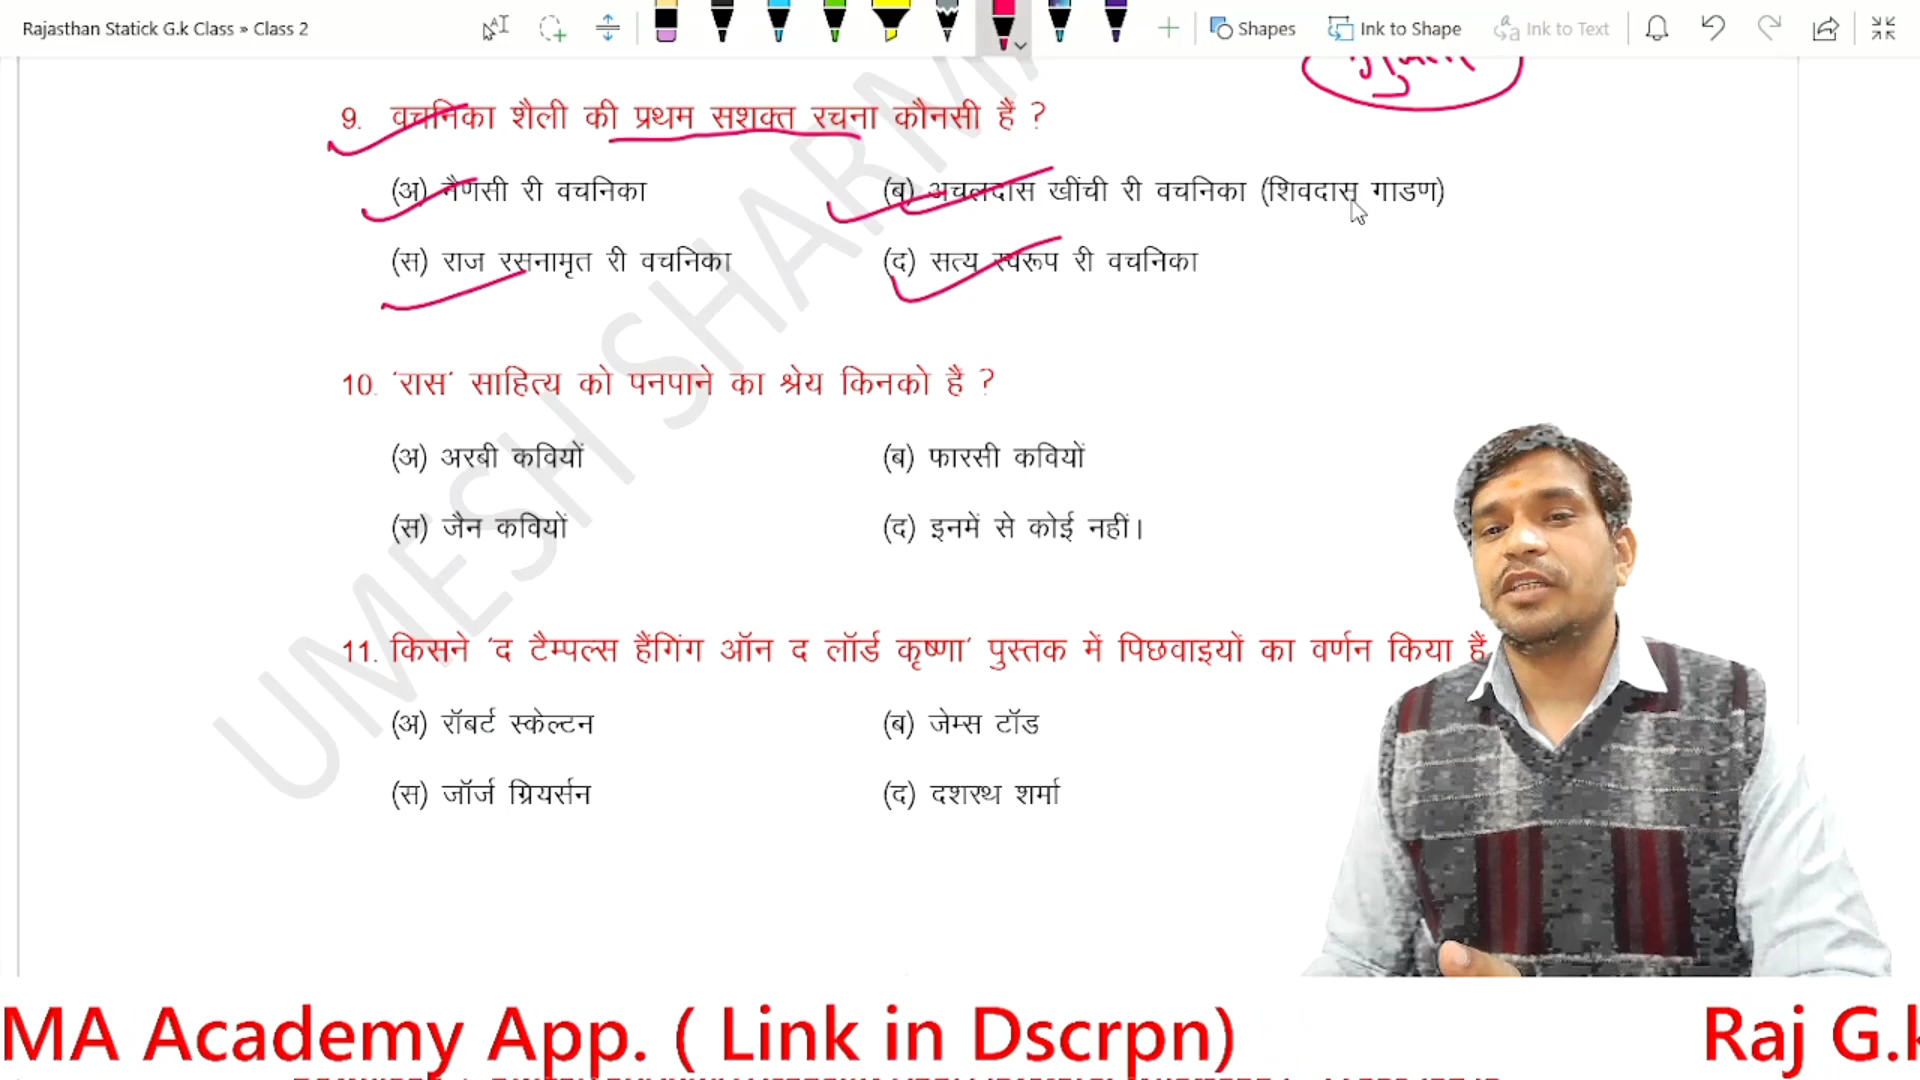 Rajasthan Statick G.k Class » Class 2
Shapes
Ink to Shape
Ink to Text
9. वचनिका शैली की प्रथम सशक्त रचना कौनसी हैं ?
(अ) नैणसी री वचनिका
(ब) अचलदास खींची री वचनिका (शिवदास गाडण)
(स) राज रसनामृत री वचनिका
(द) सत्य स्वरूप री वचनिका
10. 'रास' साहित्य को पनपाने का श्रेय किनको हैं ?
(अ) अरबी कवियों
(ब) फारसी कवियों
(स) जैन कवियों
(द) इनमें से कोई नहीं।
11. किसने 'द टैम्पल्स हैंगिंग ऑन द लॉर्ड कृष्णा' पुस्तक में पिछवाइयों का वर्णन किया हैं
(अ) रॉबर्ट स्केल्टन
(ब) जेम्स टॉड
(स) जॉर्ज ग्रियर्सन
(द) दशरथ शर्मा
UMESH SHARMA
MA Academy App. ( Link in Dscrpn)
Raj G.k